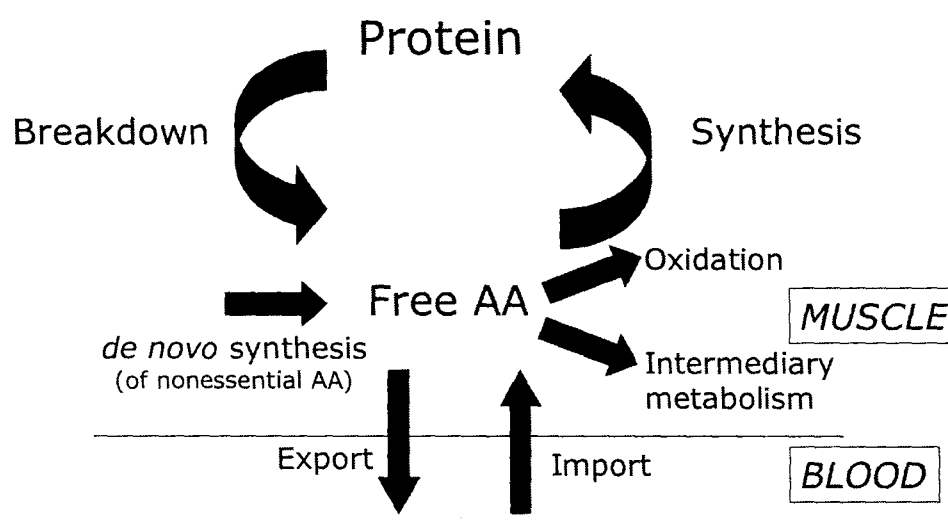 Protein
Breakdown
Synthesis
Oxidation
Free AA
MUSCLE
de novo synthesis
(of nonessential AA)
Intermediary
metabolism
Export
Import
BLOOD